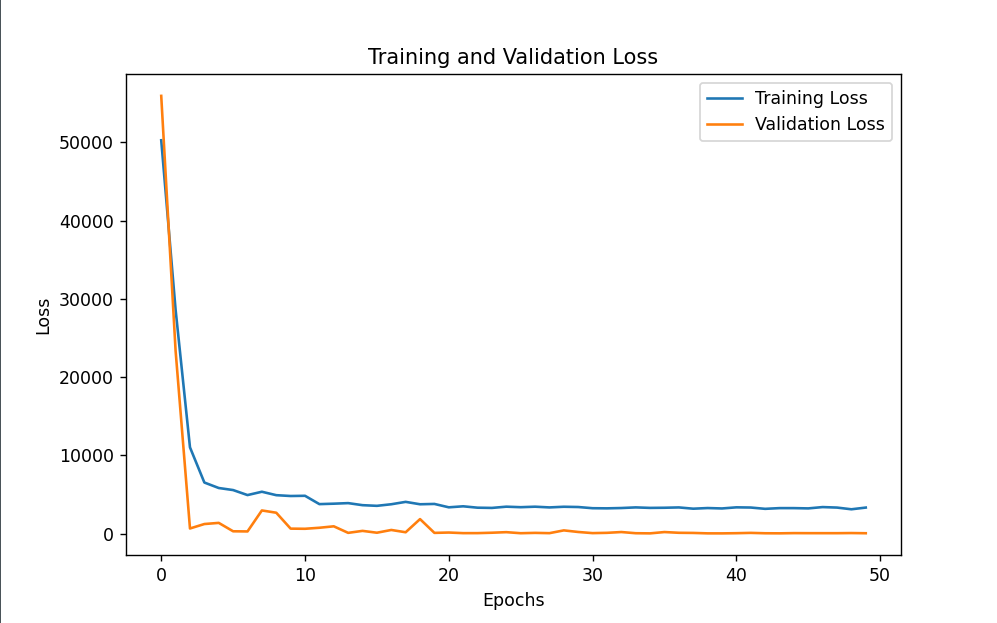 Training and Validation Loss
Training Loss
Validation Loss
50000
40000
30000
20000
10000
0
Loss
0 10 20 30 40 50
Epochs